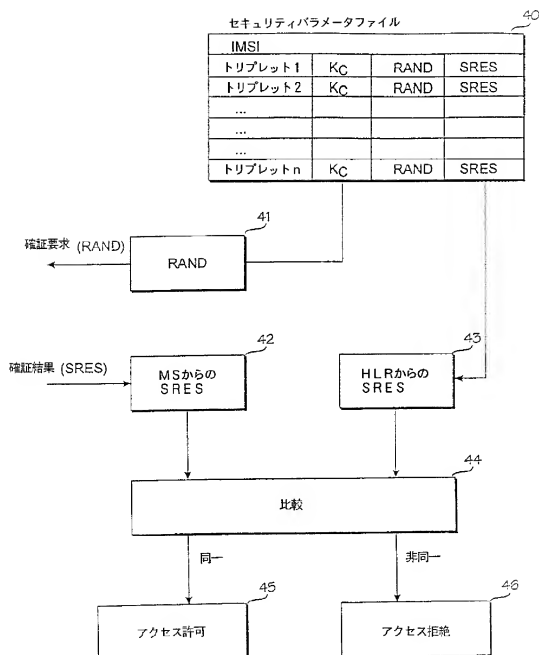 セキュリティパラメータファイル
40
IMSI
トリプレット1 KC RAND SRES
トリプレット2 KC RAND SRES
...
...
...
トリプレットn KC RAND SRES
41
確証要求 (RAND)
RAND
42
43
確証結果 (SRES)
MSからの
SRES
HLRからの
SRES
44
比較
同一
非同一
45
46
アクセス許可
アクセス拒絶